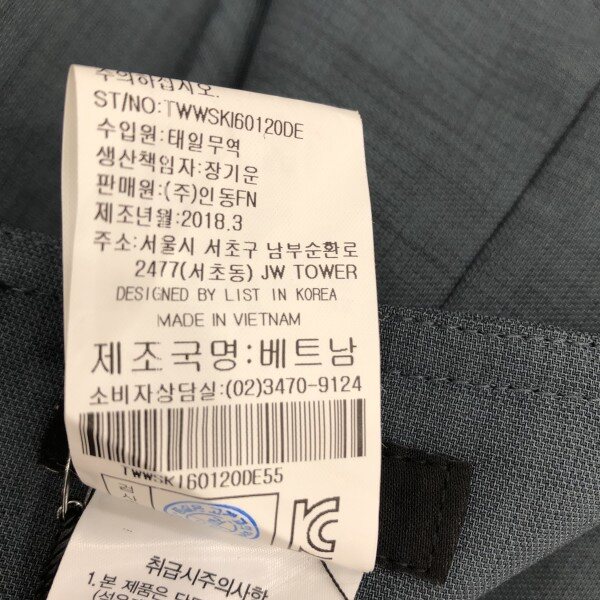 주의하십시오.
ST/NO: TWWSKI60120DE
수입원:태일무역
생산책임자:장기운
판매원:(주)인동FN
제조년월:2018.3
주소:서울시 서초구 남부순환로
2477(서초동) JW TOWER
DESIGNED BY LIST IN KOREA
MADE IN VIETNAM
제조국명:베트남
소비자상담실:(02)3470-9124
TWWSKI60120DE55
취급시주의사항
1.본 제품은